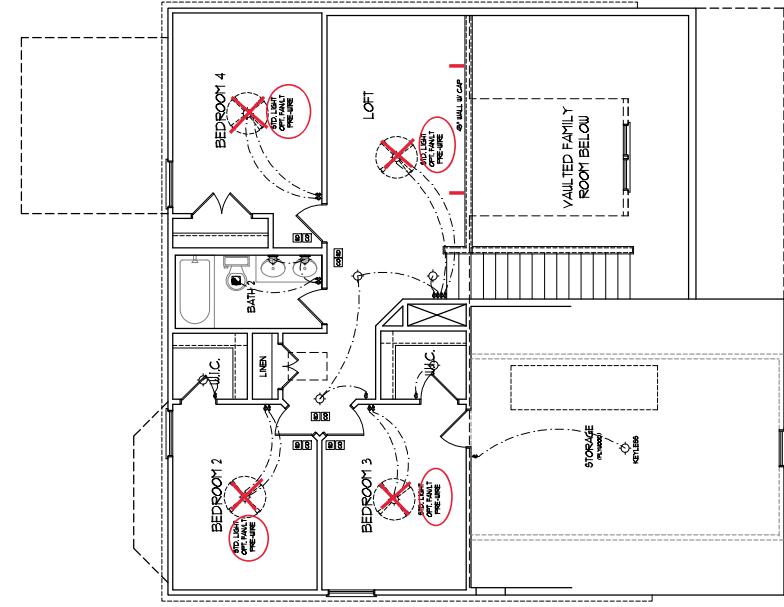 BEDROOM 4
STD. LIGHT
OPT. FAN/LT
PRE-WIRE
LOFT
STD. LIGHT
OPT. FAN/LT
PRE-WIRE
WALL W/ CAP
VAULTED FAMILY
ROOM BELOW
BATH 2
W.I.C.
LINEN
W.I.C.
BEDROOM 2
STD. LIGHT
OPT. FAN/LT
PRE-WIRE
BEDROOM 3
STD. LIGHT
OPT. FAN/LT
PRE-WIRE
STORAGE
(PLYWOOD)
KEYLESS